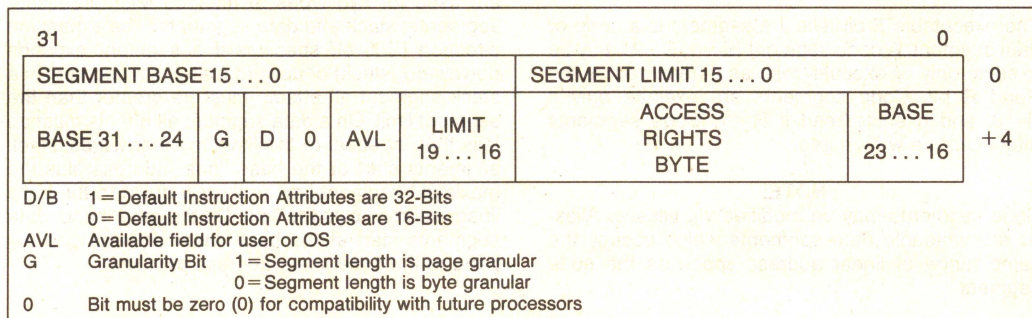 31 0
SEGMENT BASE 15 . . . 0 SEGMENT LIMIT 15 . . . 0 0
BASE 31 . . . 24 G D 0 AVL LIMIT 19 . . . 16 ACCESS RIGHTS BYTE BASE 23 . . . 16 +4
D/B 1=Default Instruction Attributes are 32-Bits
0=Default Instruction Attributes are 16-Bits
AVL Available field for user or OS
G Granularity Bit 1=Segment length is page granular
0=Segment length is byte granular
0 Bit must be zero (0) for compatibility with future processors